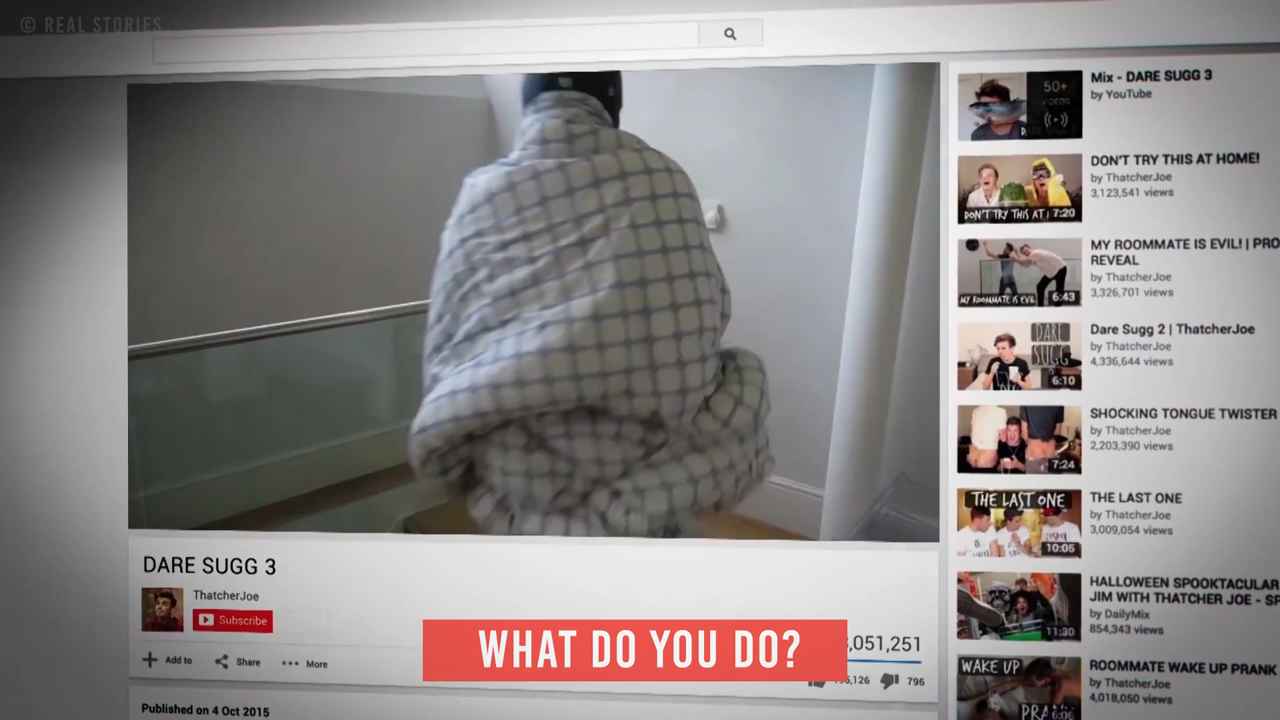 © REAL STORIES
Mix - DARE SUGG 3
by YouTube
50+
VIDEOS
DON'T TRY THIS AT HOME!
by ThatcherJoe
3,123,541 views
DON'T TRY THIS AT
7:20
MY ROOMMATE IS EVIL! | PRO
REVEAL
by ThatcherJoe
3,326,701 views
MY ROOMMATE IS EVIL
6:43
Dare Sugg 2 | ThatcherJoe
by ThatcherJoe
4,336,644 views
DARE
SUGG
6:10
SHOCKING TONGUE TWISTER
by ThatcherJoe
2,203,390 views
7:24
THE LAST ONE
THE LAST ONE
by ThatcherJoe
3,009,054 views
10:05
HALLOWEEN SPOOKTACULAR
JIM WITH THATCHER JOE - SP
by DailyMix
854,343 views
11:30
WAKE UP
ROOMMATE WAKE UP PRANK
by ThatcherJoe
4,018,050 views
PRA
6:06
DARE SUGG 3
ThatcherJoe
Subscribe
WHAT DO YOU DO?
,051,251
Add to
Share
More
,126
796
Published on 4 Oct 2015